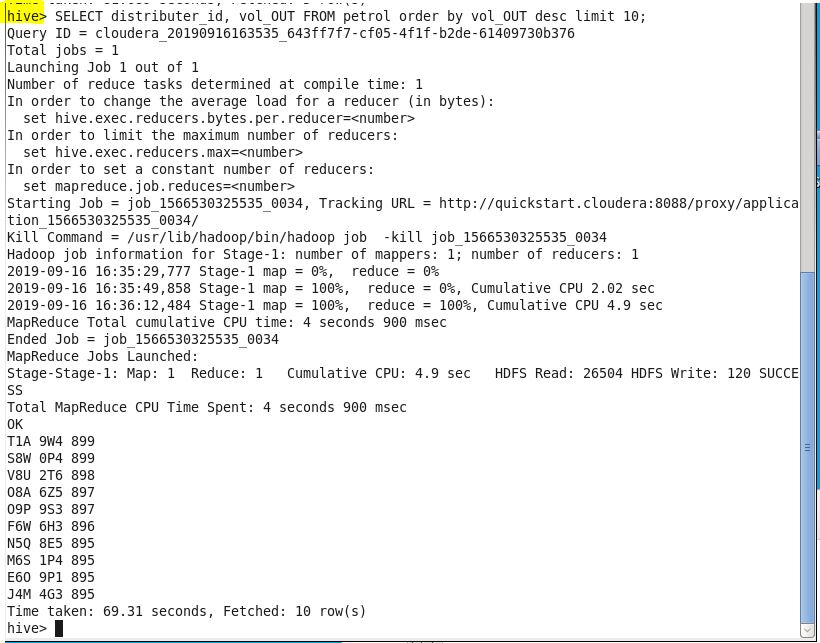 hive> SELECT distributer_id, vol_OUT FROM petrol order by vol_OUT desc limit 10;
Query ID = cloudera_20190916163535_643ff7f7-cf05-4f1f-b2de-61409730b376
Total jobs = 1
Launching Job 1 out of 1
Number of reduce tasks determined at compile time: 1
In order to change the average load for a reducer (in bytes):
  set hive.exec.reducers.bytes.per.reducer=<number>
In order to limit the maximum number of reducers:
  set hive.exec.reducers.max=<number>
In order to set a constant number of reducers:
  set mapreduce.job.reduces=<number>
Starting Job = job_1566530325535_0034, Tracking URL = http://quickstart.cloudera:8088/proxy/applica
tion_1566530325535_0034/
Kill Command = /usr/lib/hadoop/bin/hadoop job  -kill job_1566530325535_0034
Hadoop job information for Stage-1: number of mappers: 1; number of reducers: 1
2019-09-16 16:35:29,777 Stage-1 map = 0%,  reduce = 0%
2019-09-16 16:35:49,858 Stage-1 map = 100%,  reduce = 0%, Cumulative CPU 2.02 sec
2019-09-16 16:36:12,484 Stage-1 map = 100%,  reduce = 100%, Cumulative CPU 4.9 sec
MapReduce Total cumulative CPU time: 4 seconds 900 msec
Ended Job = job_1566530325535_0034
MapReduce Jobs Launched:
Stage-Stage-1: Map: 1  Reduce: 1   Cumulative CPU: 4.9 sec   HDFS Read: 26504 HDFS Write: 120 SUCCE
SS
Total MapReduce CPU Time Spent: 4 seconds 900 msec
OK
T1A 9W4 899
S8W 0P4 899
V8U 2T6 898
O8A 6Z5 897
O9P 9S3 897
F6W 6H3 896
N5Q 8E5 895
M6S 1P4 895
E6O 9P1 895
J4M 4G3 895
Time taken: 69.31 seconds, Fetched: 10 row(s)
hive>